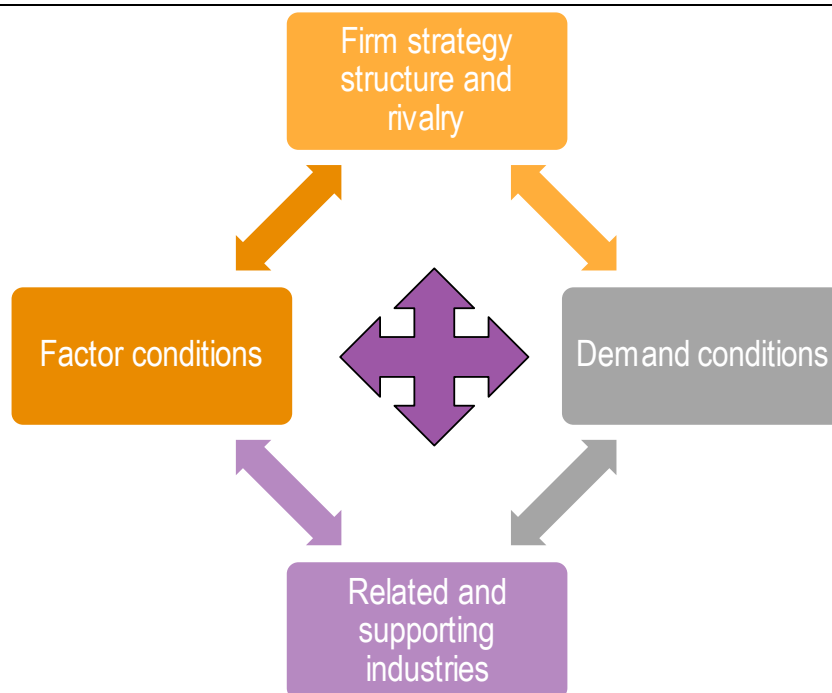 Firm strategy
structure and
rivalry
Factor conditions
Demand conditions
Related and
supporting
industries